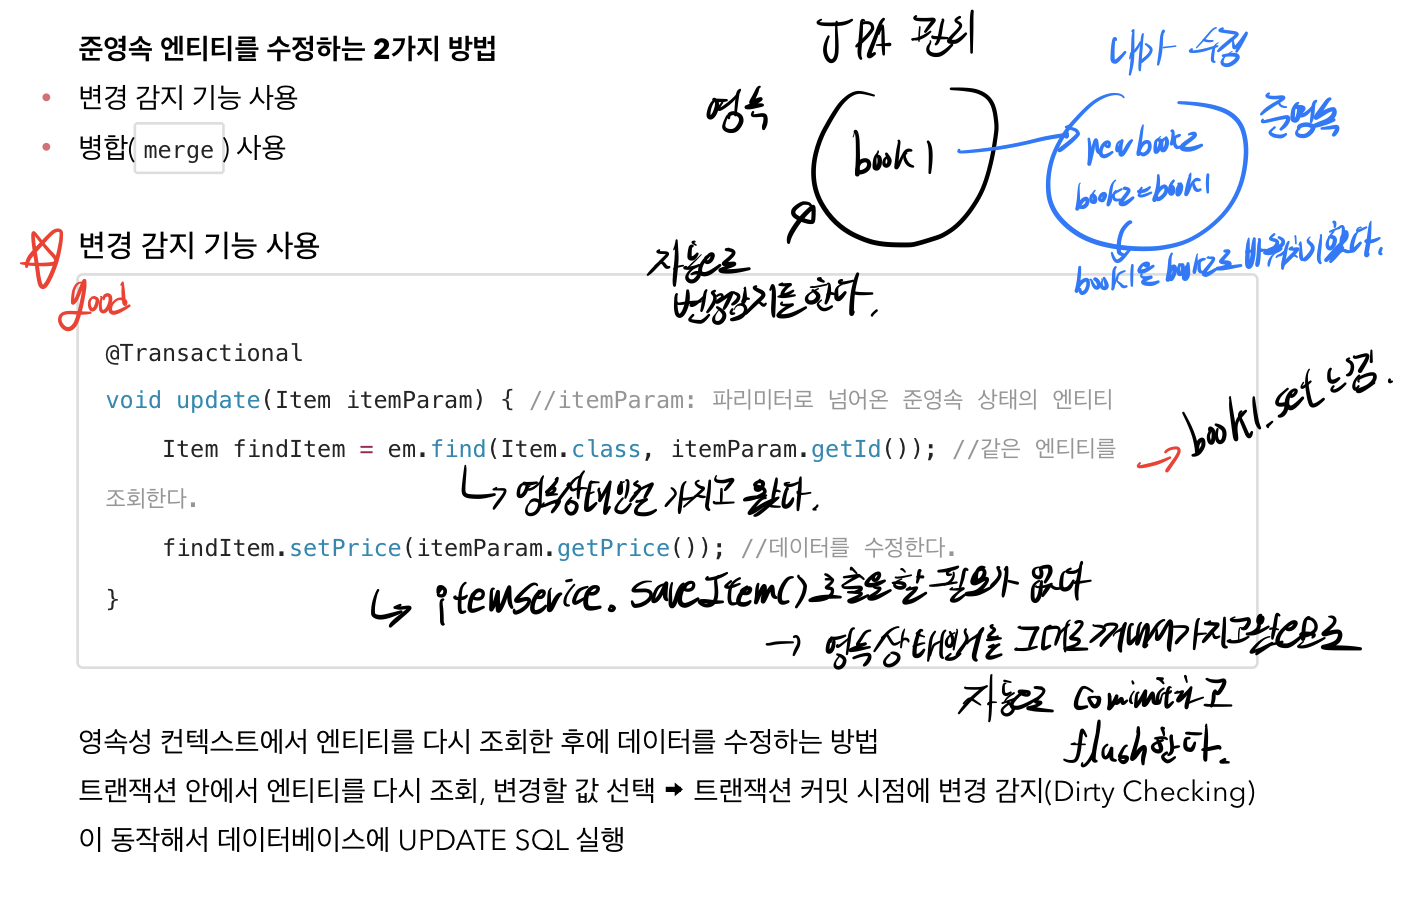 준영속 엔티티를 수정하는 2가지 방법
• 변경 감지 기능 사용
• 병합( merge ) 사용
JPA 관리
영속
book1
자동으로
변경감지를 한다.
내가 수정
준영속
new book2
book2=book1
book1을 book2로 바꿔치기 했다.
변경 감지 기능 사용
good
@Transactional
void update(Item itemParam) { //itemParam: 파리미터로 넘어온 준영속 상태의 엔티티
Item findItem = em.find(Item.class, itemParam.getId()); //같은 엔티티를
조회한다.
→ book1.set 느낌.
↳ 영속상태인걸 가지고 왔다.
findItem.setPrice(itemParam.getPrice()); //데이터를 수정한다.
}
↳ itemservice. saveItem()로 호출을 할 필요가 없다
→ 영속상태인거를 그대로 꺼내서 가지고 왔으므로
자동으로 commit하고
flash한다.
영속성 컨텍스트에서 엔티티를 다시 조회한 후에 데이터를 수정하는 방법
트랜잭션 안에서 엔티티를 다시 조회, 변경할 값 선택 ➡ 트랜잭션 커밋 시점에 변경 감지(Dirty Checking)
이 동작해서 데이터베이스에 UPDATE SQL 실행